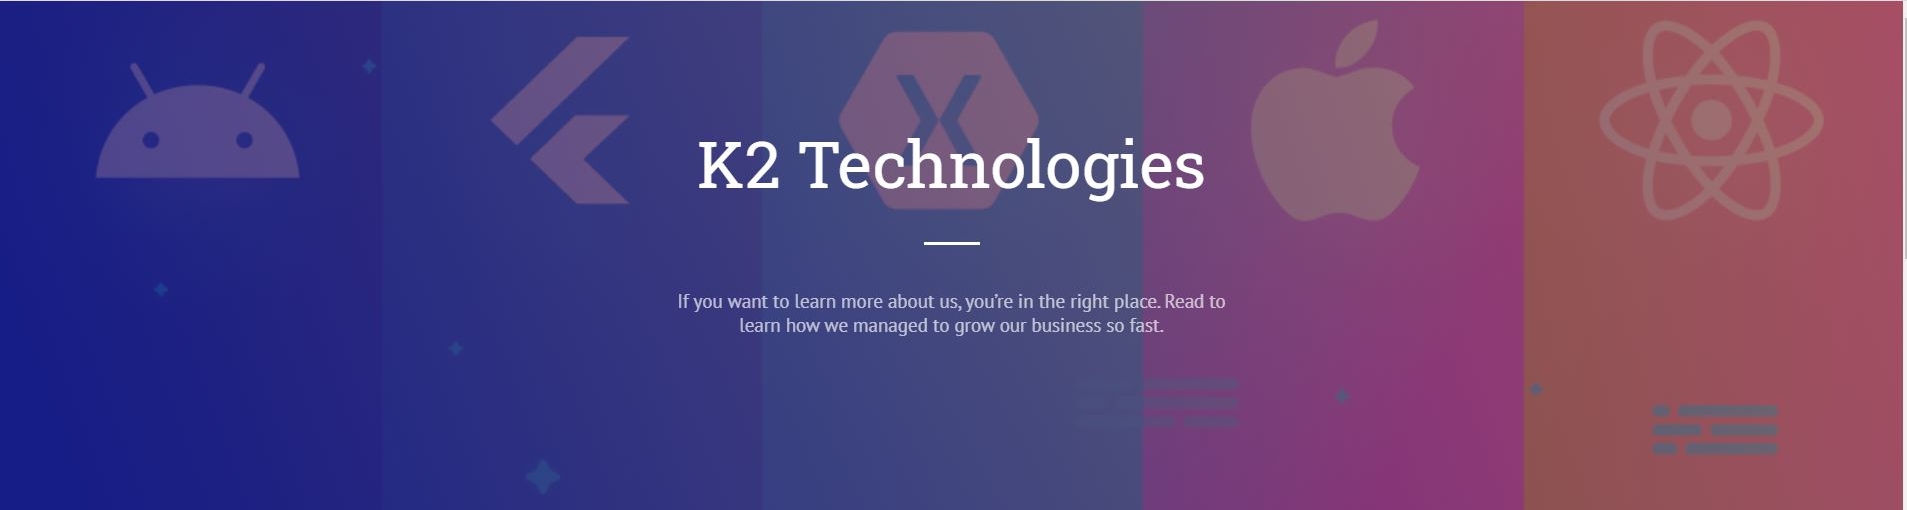 K2 Technologies
If you want to learn more about us, you're in the right place. Read to
learn how we managed to grow our business so fast.